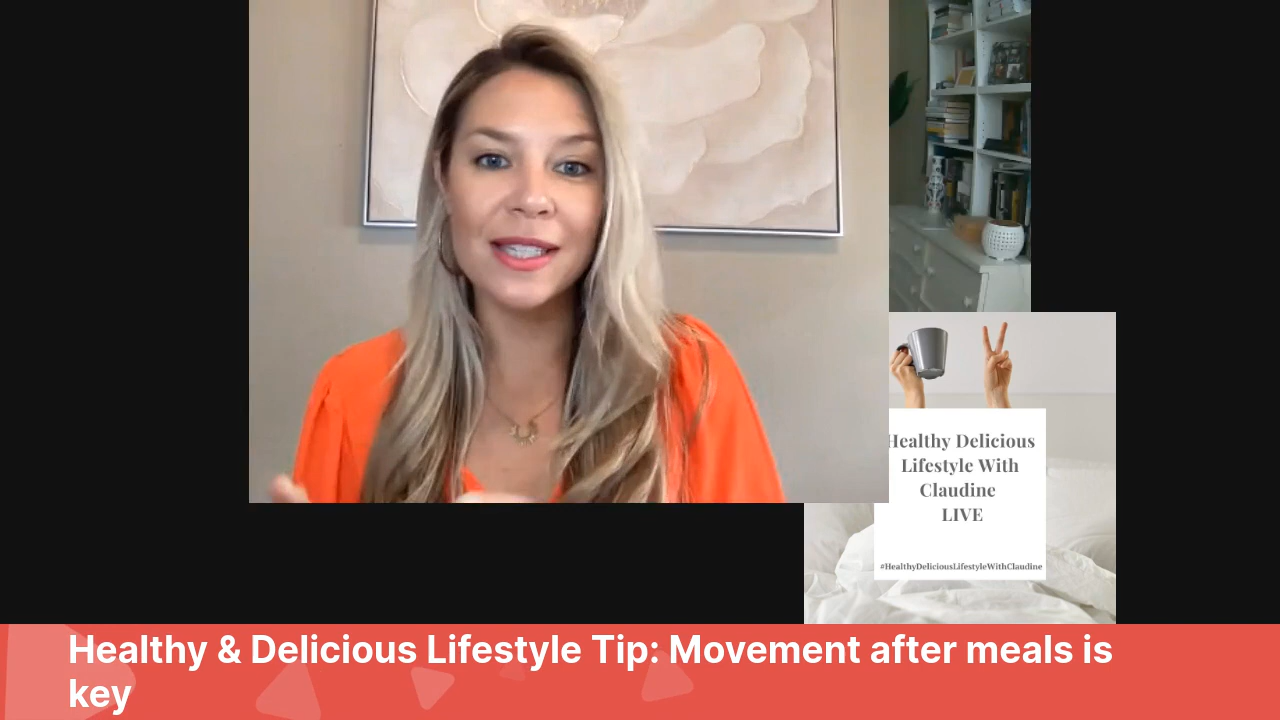 Healthy Delicious
Lifestyle With
Claudine
LIVE
#HealthyDeliciousLifestyleWithClaudine
Healthy & Delicious Lifestyle Tip: Movement after meals is
key